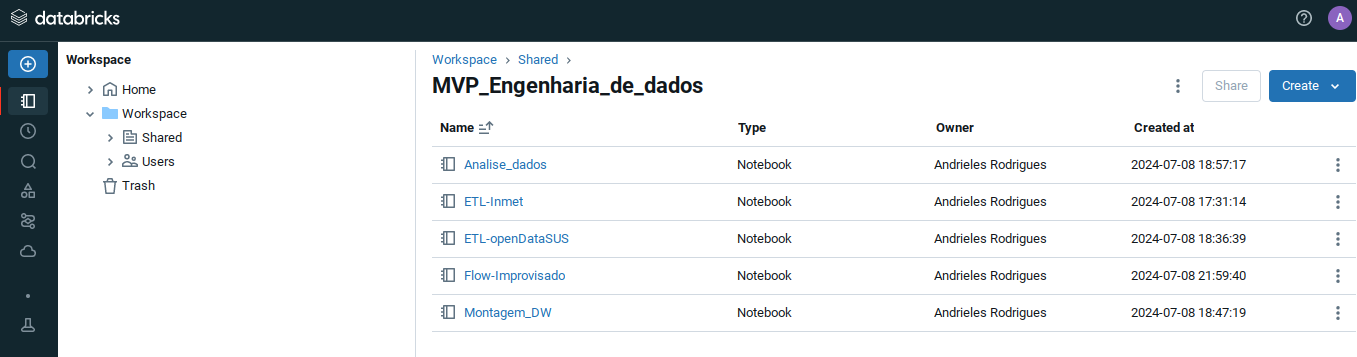 databricks
A
Workspace
Home
Workspace
Shared
Users
Trash
Workspace > Shared >
MVP_Engenharia_de_dados
Share
Create
Name Type Owner Created at
Analise_dados Notebook Andrieles Rodrigues 2024-07-08 18:57:17
ETL-Inmet Notebook Andrieles Rodrigues 2024-07-08 17:31:14
ETL-openDataSUS Notebook Andrieles Rodrigues 2024-07-08 18:36:39
Flow-Improvisado Notebook Andrieles Rodrigues 2024-07-08 21:59:40
Montagem_DW Notebook Andrieles Rodrigues 2024-07-08 18:47:19